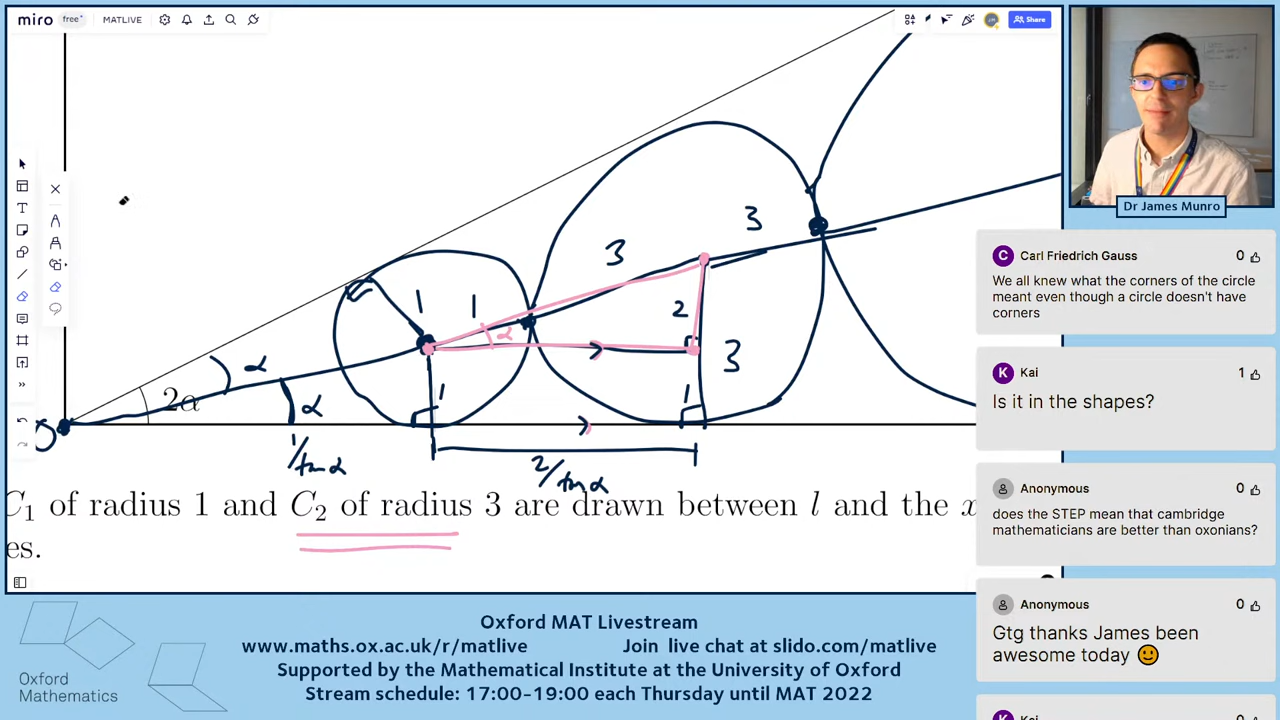 miro
free
MATLIVE
Share
Dr James Munro
3
3
1
1
2
α
3
α
2α
α
1
1
O
1/tan α
2/tan α
C1 of radius 1 and C2 of radius 3 are drawn between l and the x
es.
C
Carl Friedrich Gauss
0
We all knew what the corners of the circle
meant even though a circle doesn't have
corners
K
Kai
1
Is it in the shapes?
Anonymous
0
does the STEP mean that cambridge
mathematicians are better than oxonians?
Anonymous
0
Gtg thanks James been
awesome today
K
Kai
0
Oxford MAT Livestream
www.maths.ox.ac.uk/r/matlive
Join live chat at slido.com/matlive
Supported by the Mathematical Institute at the University of Oxford
Stream schedule: 17:00-19:00 each Thursday until MAT 2022
Oxford
Mathematics